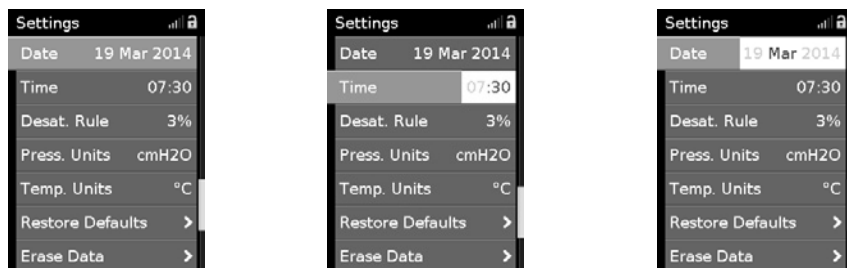 Settings
Date 19 Mar 2014
Time 07:30
Desat. Rule 3%
Press. Units cmH2O
Temp. Units °C
Restore Defaults >
Erase Data >
Settings
Date 19 Mar 2014
Time 07:30
Desat. Rule 3%
Press. Units cmH2O
Temp. Units °C
Restore Defaults >
Erase Data >
Settings
Date 19 Mar 2014
Time 07:30
Desat. Rule 3%
Press. Units cmH2O
Temp. Units °C
Restore Defaults >
Erase Data >